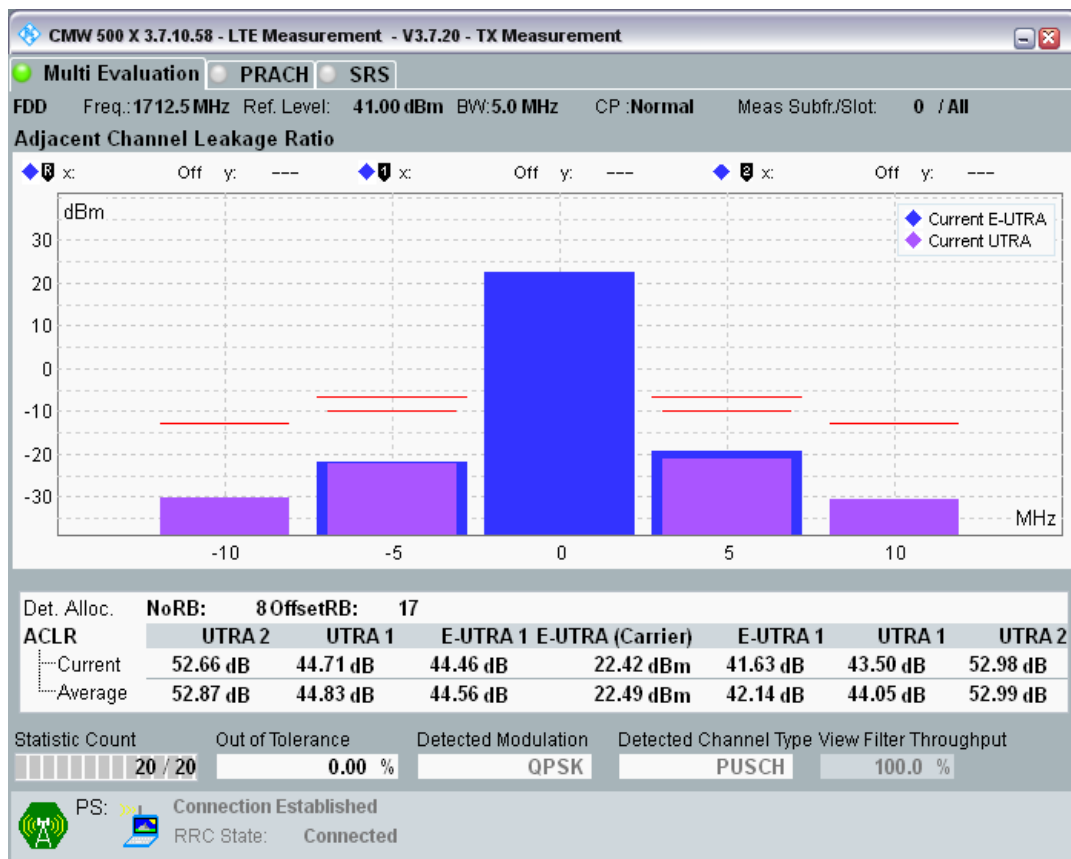 CMW 500 X 3.7.10.58 - LTE Measurement - V3.7.20 - TX Measurement
Multi Evaluation PRACH SRS
FDD Freq.: 1712.5 MHz Ref. Level: 41.00 dBm BW: 5.0 MHz CP : Normal Meas Subfr./Slot: 0 / All
Adjacent Channel Leakage Ratio
R x: Off y: --- 1 x: Off y: --- 2 x: Off y: ---
dBm
Current E-UTRA
Current UTRA
30
20
10
0
-10
-20
-30
MHz
-10 -5 0 5 10
Det. Alloc. NoRB: 8 OffsetRB: 17
ACLR UTRA 2 UTRA 1 E-UTRA 1 E-UTRA (Carrier) E-UTRA 1 UTRA 1 UTRA 2
Current 52.66 dB 44.71 dB 44.46 dB 22.42 dBm 41.63 dB 43.50 dB 52.98 dB
Average 52.87 dB 44.83 dB 44.56 dB 22.49 dBm 42.14 dB 44.05 dB 52.99 dB
Statistic Count Out of Tolerance Detected Modulation Detected Channel Type View Filter Throughput
20 / 20 0.00 % QPSK PUSCH 100.0 %
PS: Connection Established
RRC State: Connected